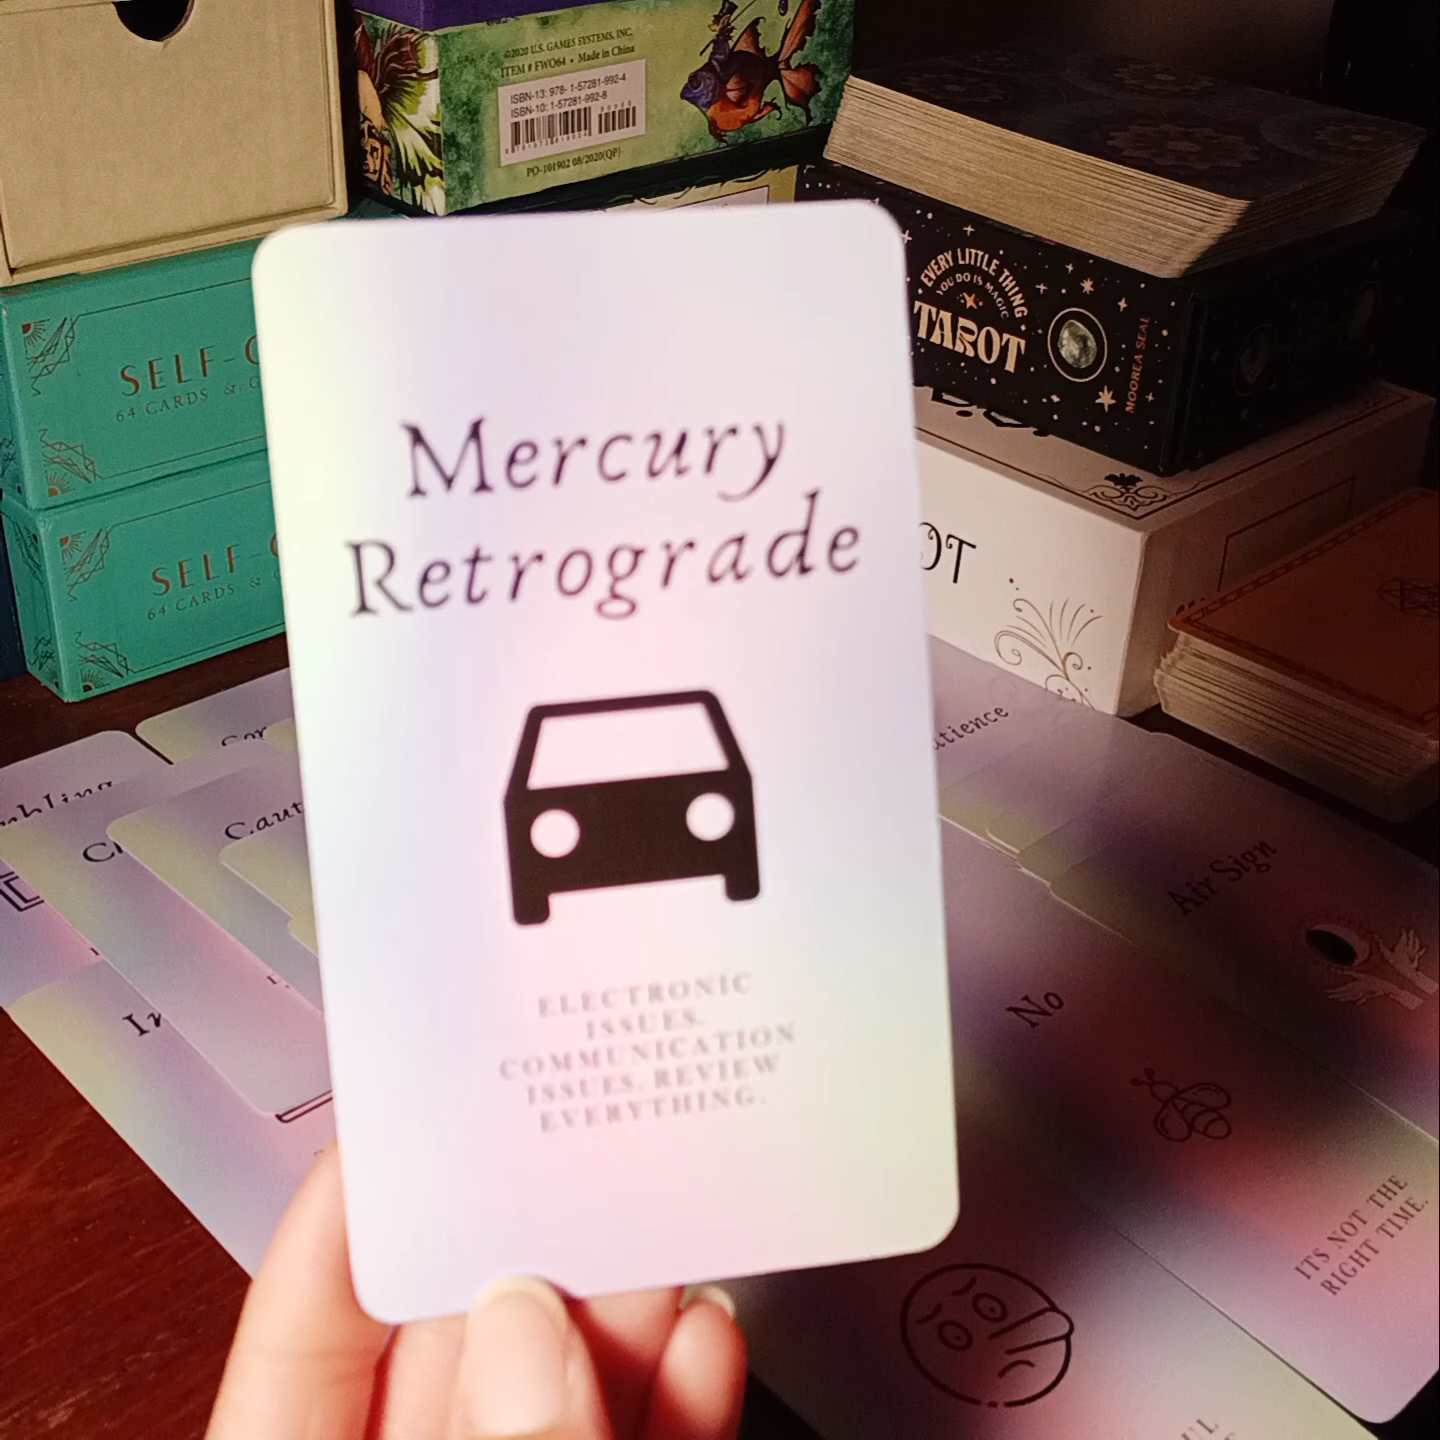 ©2020 U.S. GAMES SYSTEMS, INC.
ITEM # FWO64 • Made in China
ISBN-13: 978- 1-57281-992-4
ISBN-10: 1-57281-992-8
PO-101902 08/2020(QP)
EVERY LITTLE THING
YOU DO IS MAGIC
TAROT
MOOREA SEAL
SELF-C
64 CARDS & G
SELF-
64 CARDS &
OT
Mercury
Retrograde
ELECTRONIC
ISSUES.
COMMUNICATION
ISSUES. REVIEW
EVERYTHING.
Caut
Air Sign
No
ITS NOT THE
RIGHT TIME.